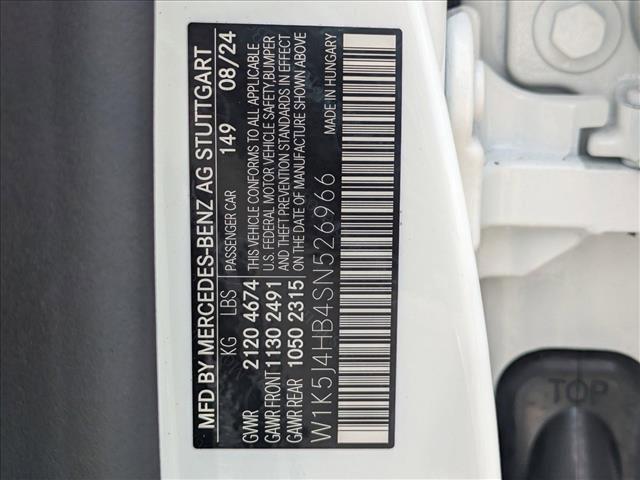 MFD BY MERCEDES-BENZ AG STUTTGART
KG LBS PASSENGER CAR 149 08/24
GVWR 2120 4674
GAWR FRONT 1130 2491
GAWR REAR 1050 2315
THIS VEHICLE CONFORMS TO ALL APPLICABLE
U.S. FEDERAL MOTOR VEHICLE SAFETY, BUMPER
AND THEFT PREVENTION STANDARDS IN EFFECT
ON THE DATE OF MANUFACTURE SHOWN ABOVE
W1K5J4HB4SN526966
MADE IN HUNGARY
TOP